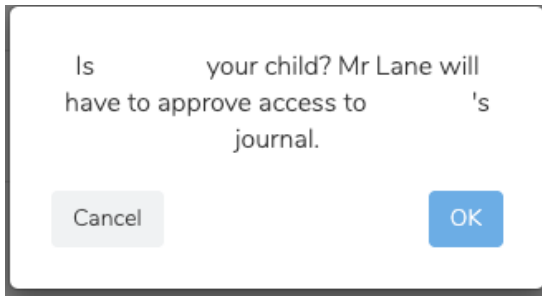 Is your child? Mr Lane will
have to approve access to 's
journal.
Cancel OK